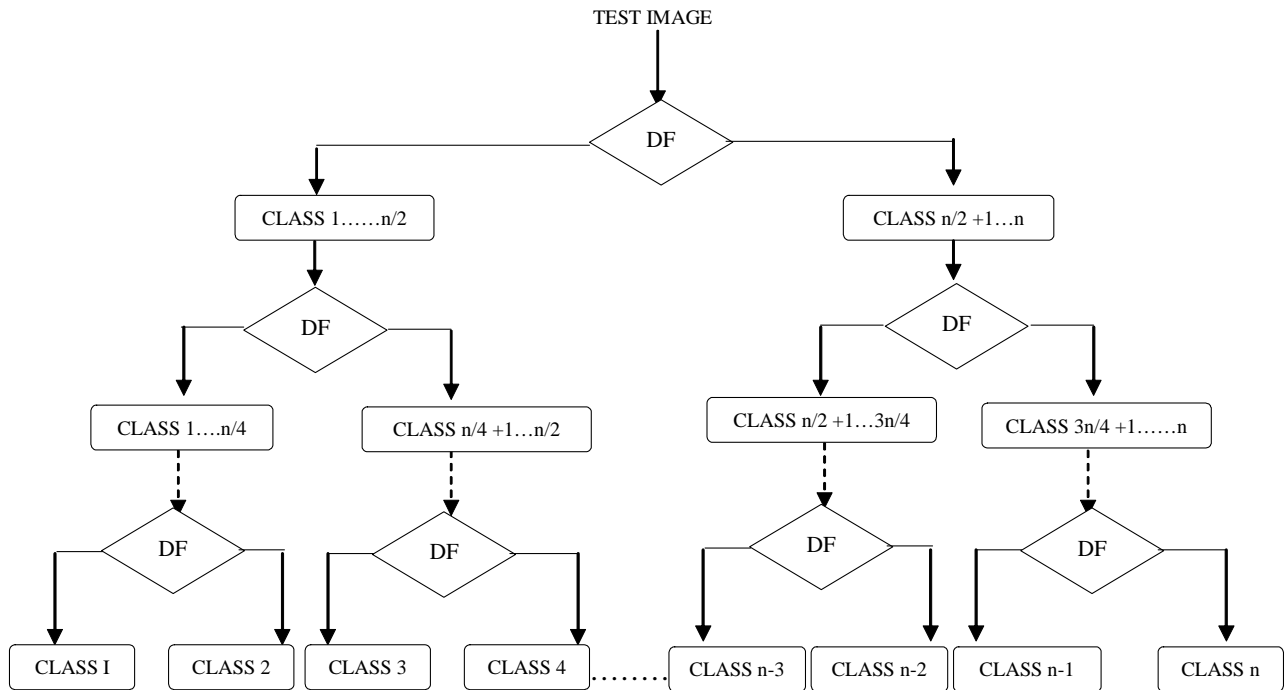 TEST IMAGE
DF
CLASS 1……n/2
CLASS n/2 +1…n
DF
DF
CLASS 1….n/4
CLASS n/4 +1…n/2
CLASS n/2 +1…3n/4
CLASS 3n/4 +1……n
DF
DF
DF
DF
CLASS I
CLASS 2
CLASS 3
CLASS 4
........
CLASS n-3
CLASS n-2
CLASS n-1
CLASS n